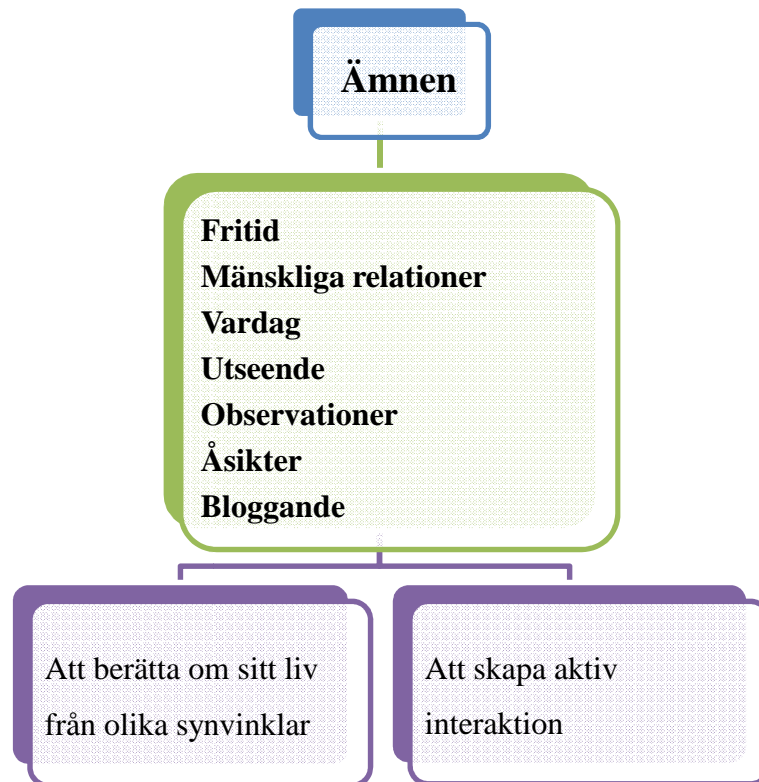 Ämnen
Fritid
Mänskliga relationer
Vardag
Utseende
Observationer
Åsikter
Bloggande
Att berätta om sitt liv
från olika synvinklar
Att skapa aktiv
interaktion